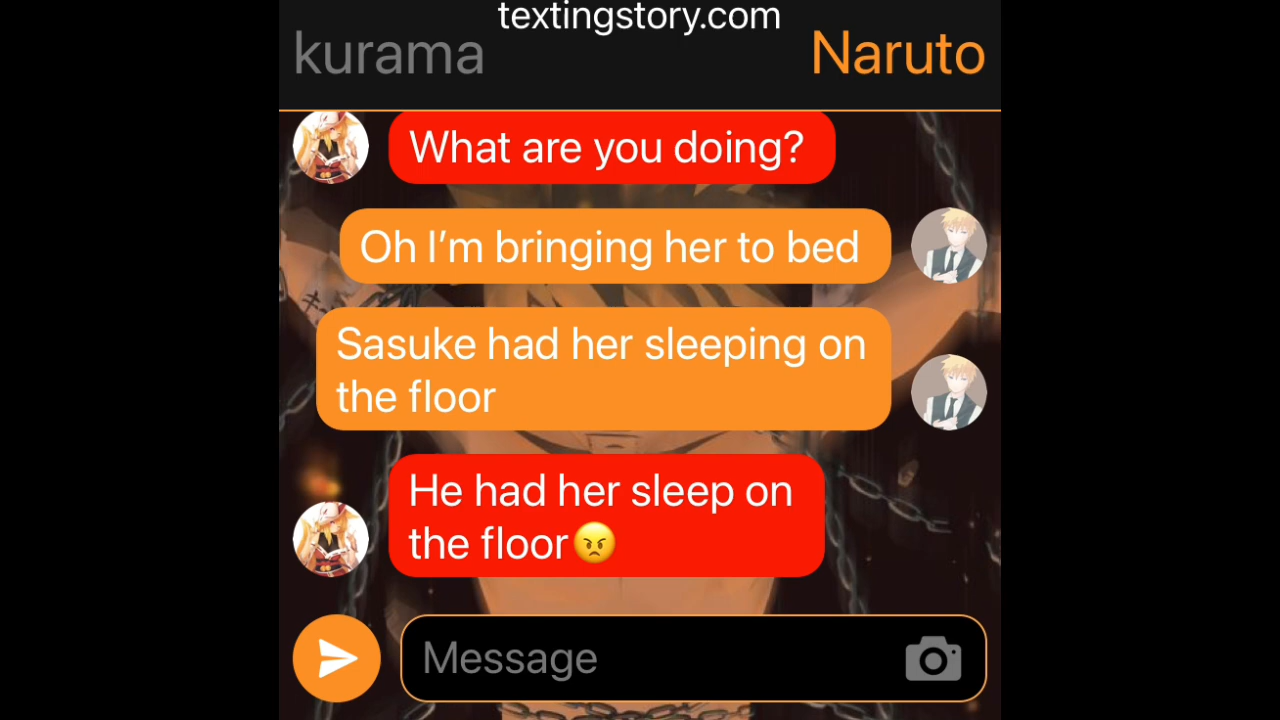 textingstory.com
kurama
Naruto
What are you doing?
Oh I’m bringing her to bed
Sasuke had her sleeping on
the floor
He had her sleep on
the floor😠
Message